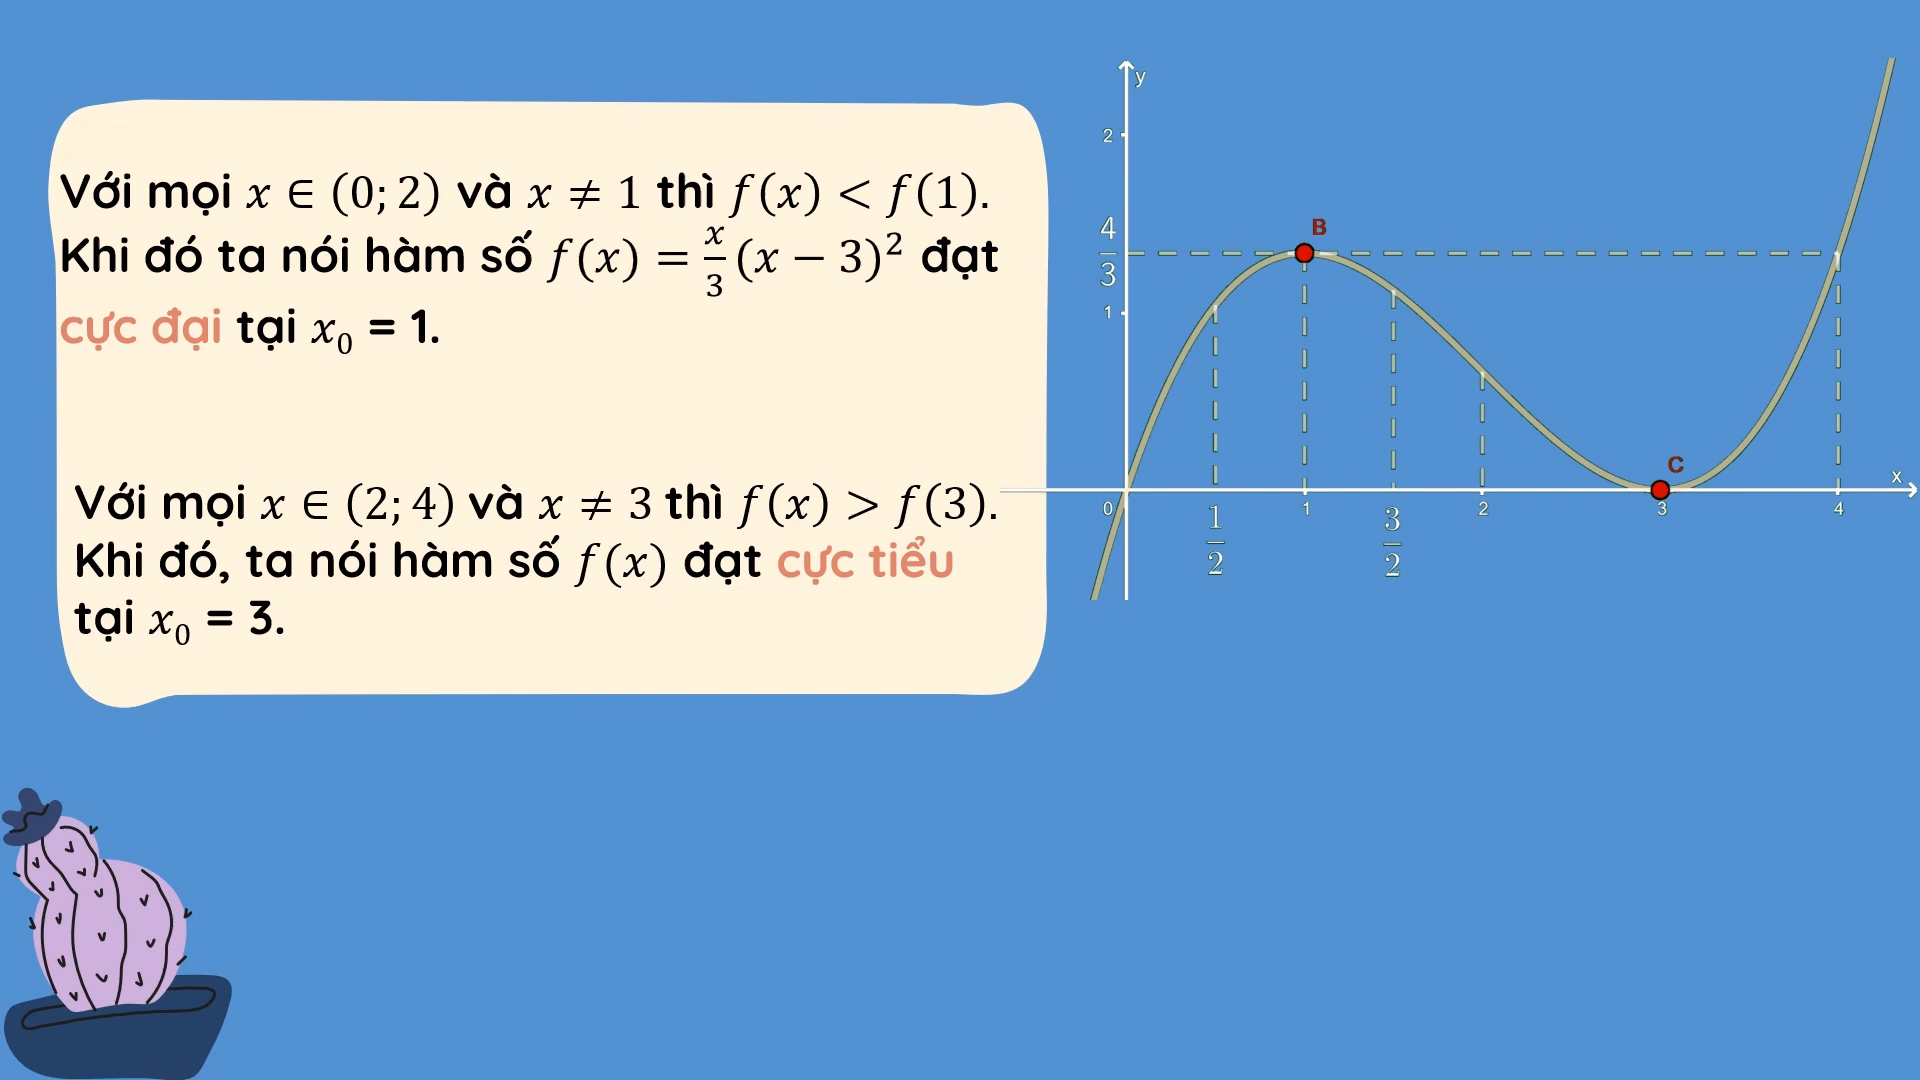 Với mọi x ∈ (0; 2) và x ≠ 1 thì f(x) < f(1).
Khi đó ta nói hàm số f(x) = x/3 (x − 3)² đạt
cực đại tại x₀ = 1.
Với mọi x ∈ (2; 4) và x ≠ 3 thì f(x) > f(3).
Khi đó, ta nói hàm số f(x) đạt cực tiểu
tại x₀ = 3.
y
2
B
4/3
1
C
x
0 1/2 1 3/2 2 3 4